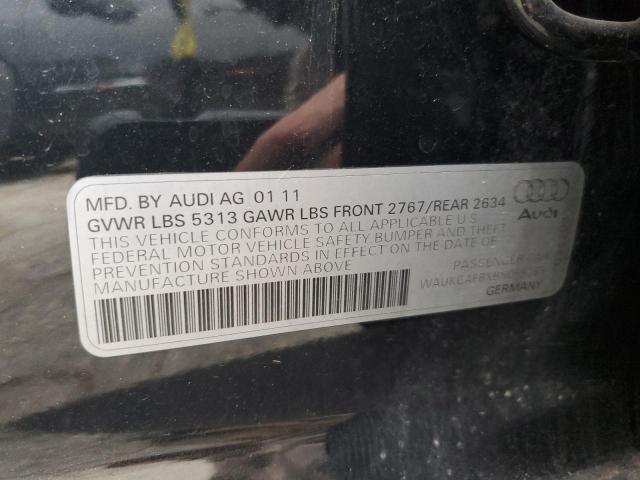 MFD. BY AUDI AG 01 11
GVWR LBS 5313 GAWR LBS FRONT 2767/REAR 2634
THIS VEHICLE CONFORMS TO ALL APPLICABLE U.S.
FEDERAL MOTOR VEHICLE SAFETY, BUMPER AND THEFT
PREVENTION STANDARDS IN EFFECT ON THE DATE OF
MANUFACTURE SHOWN ABOVE
Audi
PASSENGER CAR
GERMANY